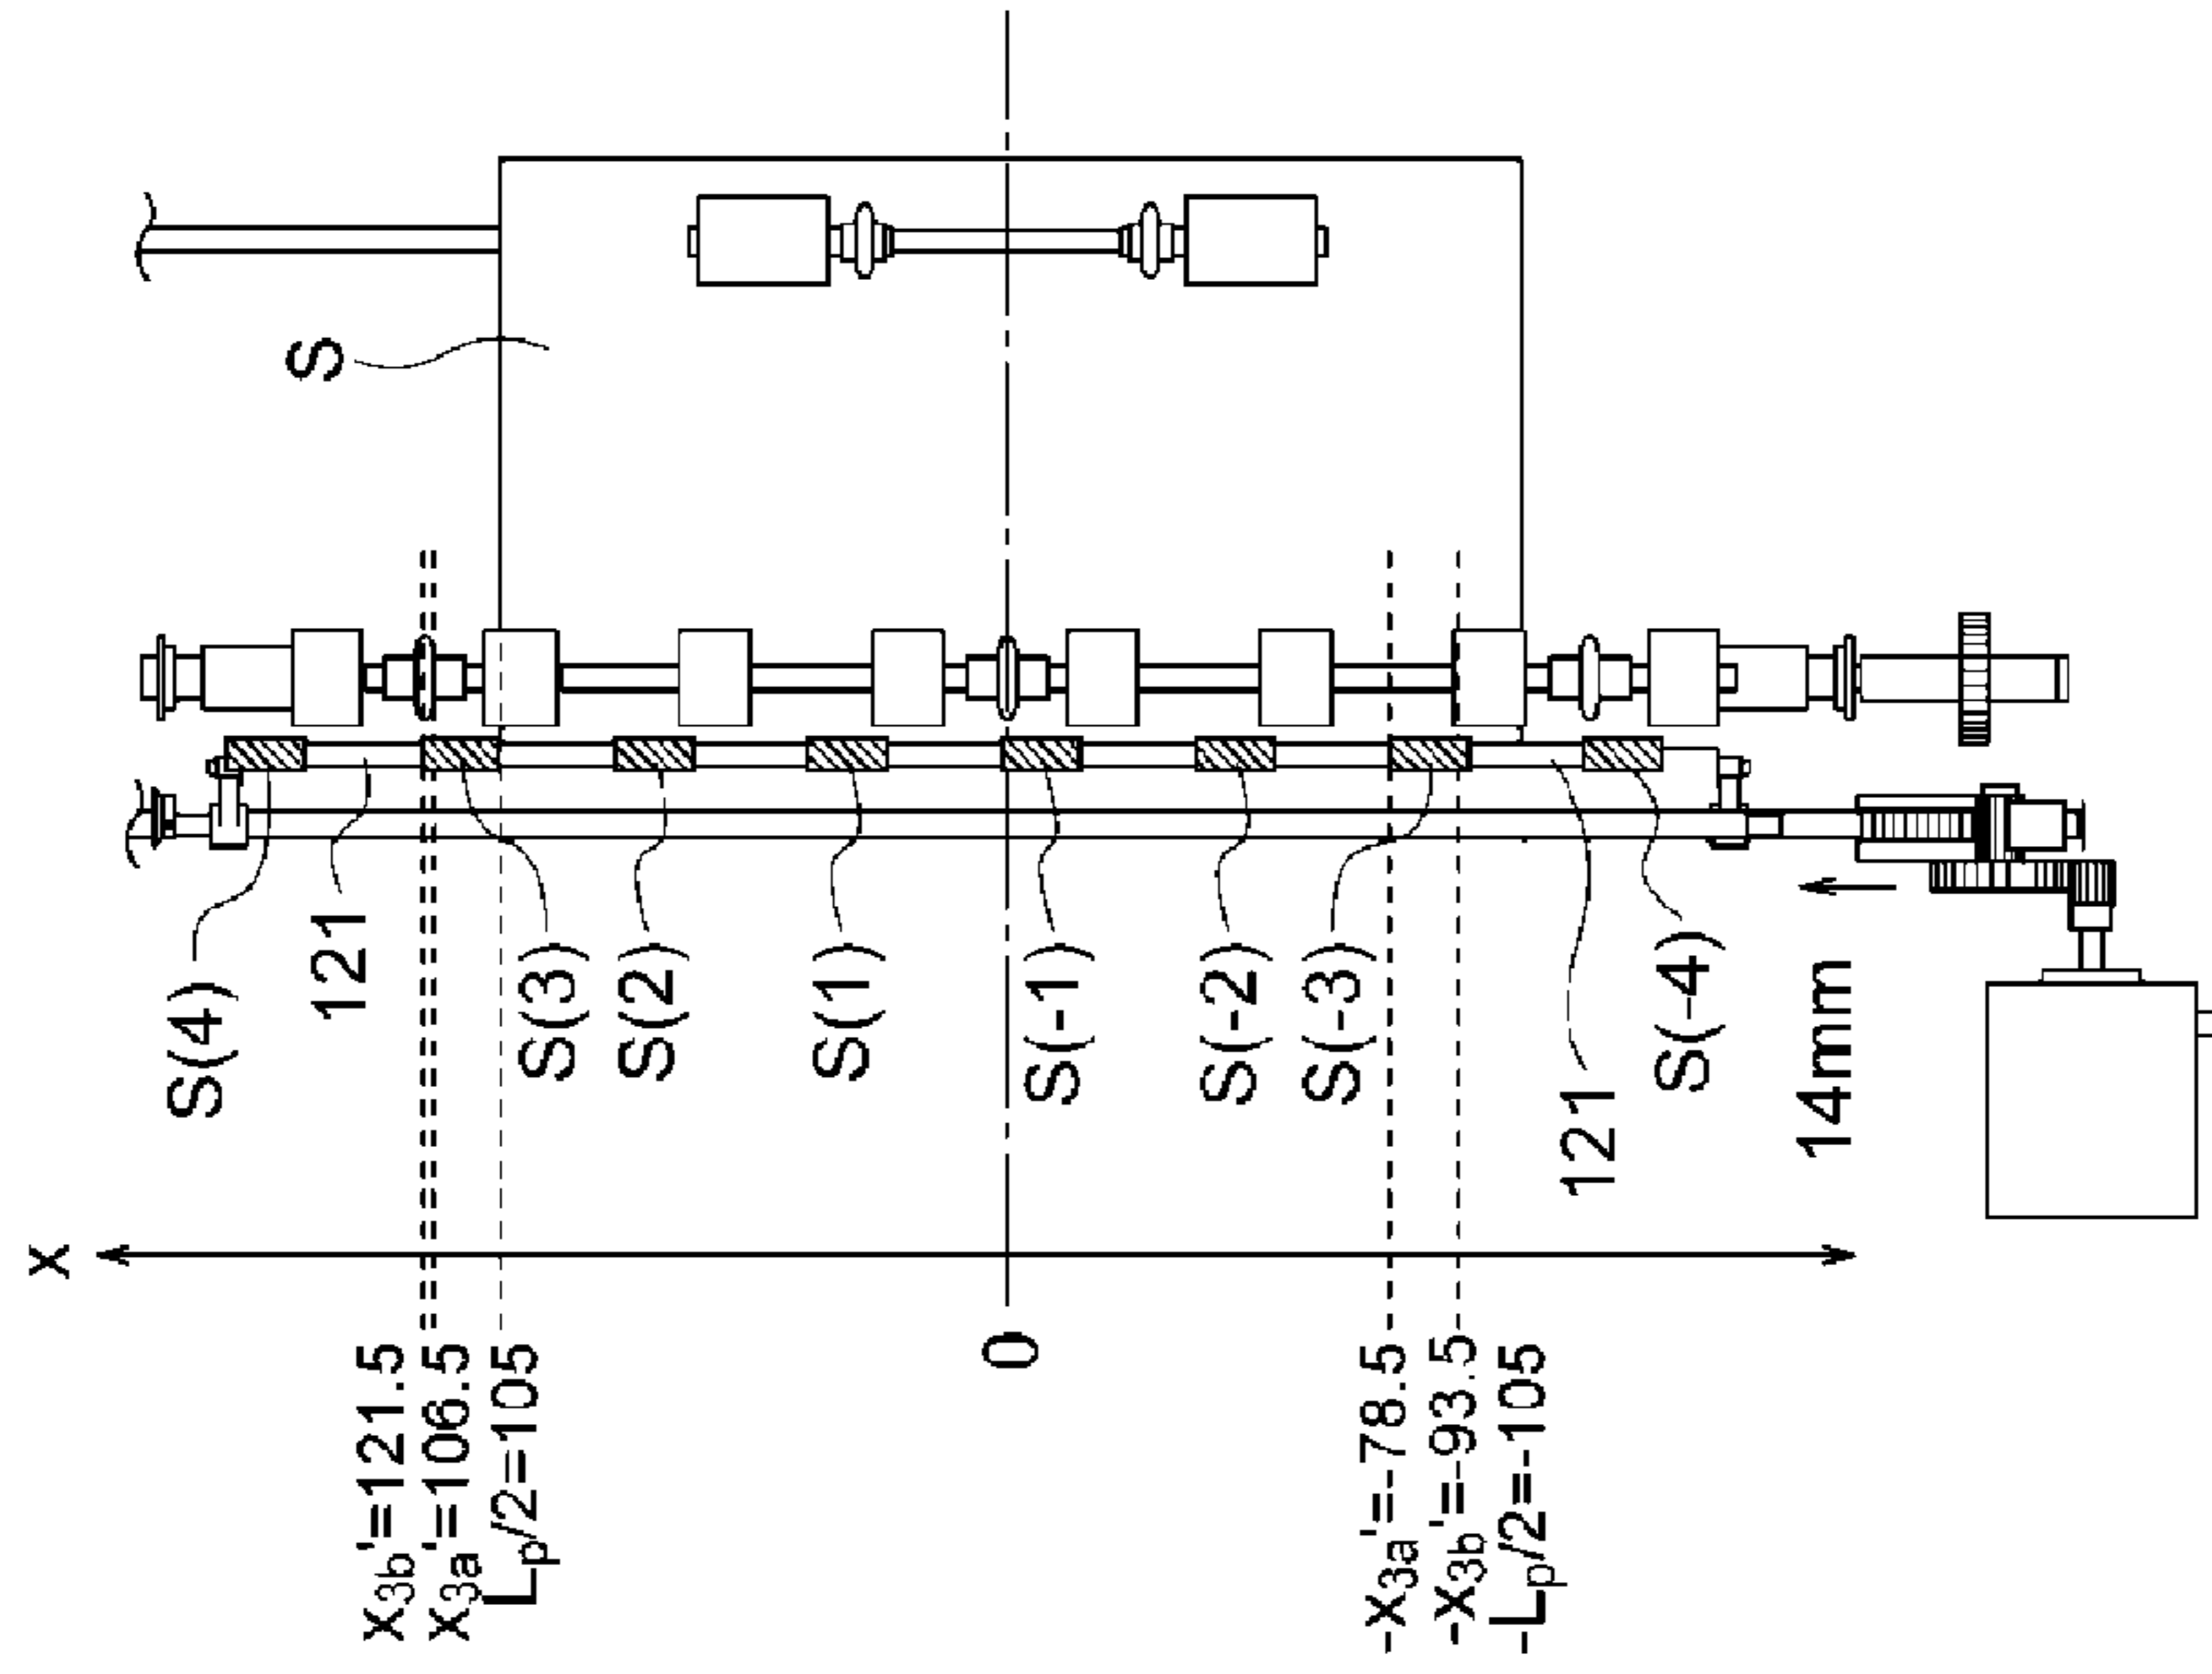 x
S
S(4)
121
S(3)
S(2)
S(1)
S(-1)
S(-2)
S(-3)
121
S(-4)
14mm
0
x3b'=121.5
x3a'=106.5
Lp/2=105
-x3a'=-78.5
-x3b'=-93.5
-Lp/2=-105